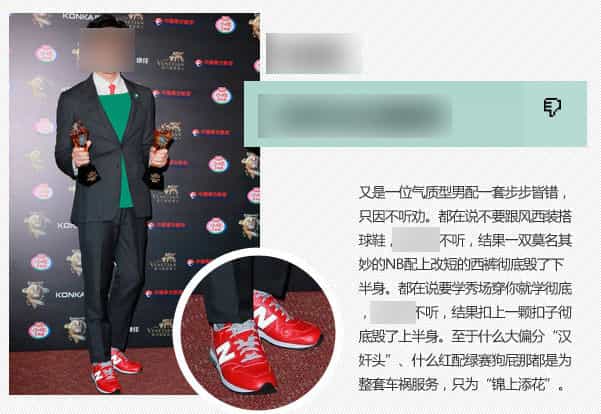 KONKA
VENETIAN
又是一位气质型男配一套步步皆错，
只因不听劝。都在说不要跟风西装搭
球鞋，不听，结果一双莫名其
妙的NB配上改短的西裤彻底毁了下
半身。都在说要学秀场穿你就学彻底
，不听，结果扣上一颗扣子彻
底毁了上半身。至于什么大偏分“汉
奸头”、什么红配绿赛狗尼那都是为
整套车祸服务，只为“锦上添花”。